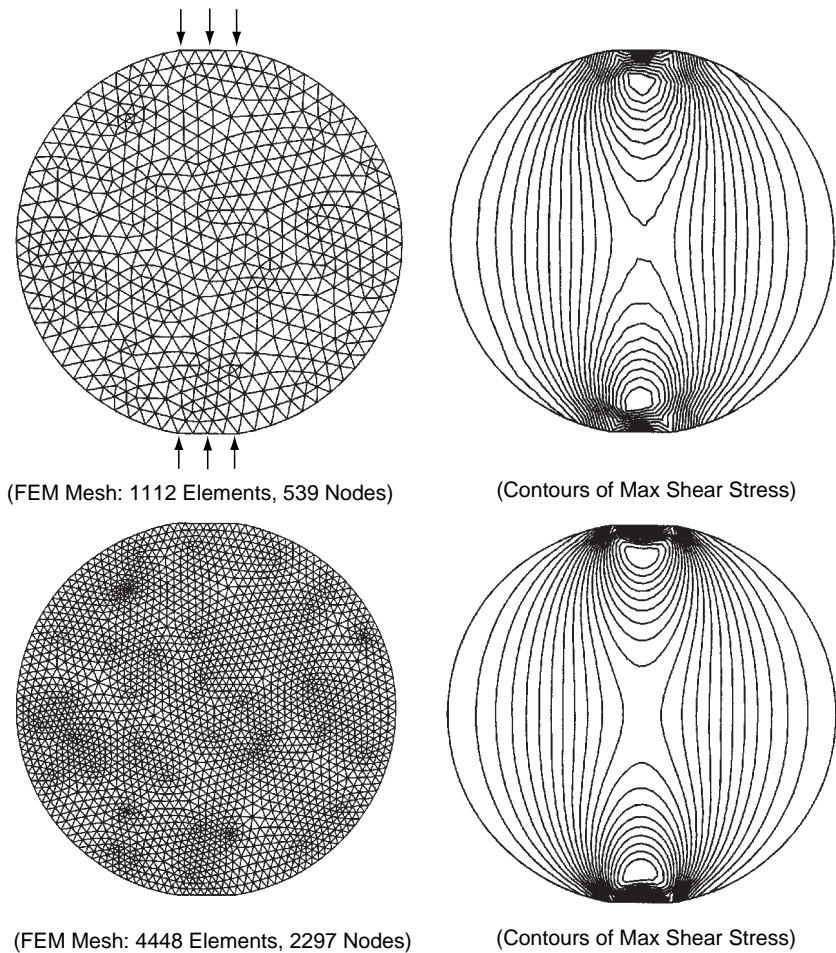 (FEM Mesh: 1112 Elements, 539 Nodes)
(Contours of Max Shear Stress)
(FEM Mesh: 4448 Elements, 2297 Nodes)
(Contours of Max Shear Stress)